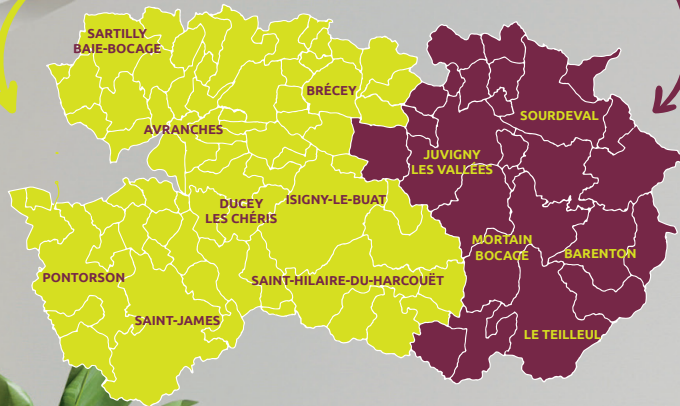 SARTILLY
BAIE-BOCAGE
BRÉCEY
SOURDEVAL
AVRANCHES
JUVIGNY
LES VALLÉES
DUCEY
LES CHÉRIS
ISIGNY-LE-BUAT
MORTAIN
BOCAGE
BARENTON
PONTORSON
SAINT-HILAIRE-DU-HARCOUËT
SAINT-JAMES
LE TEILLEUL